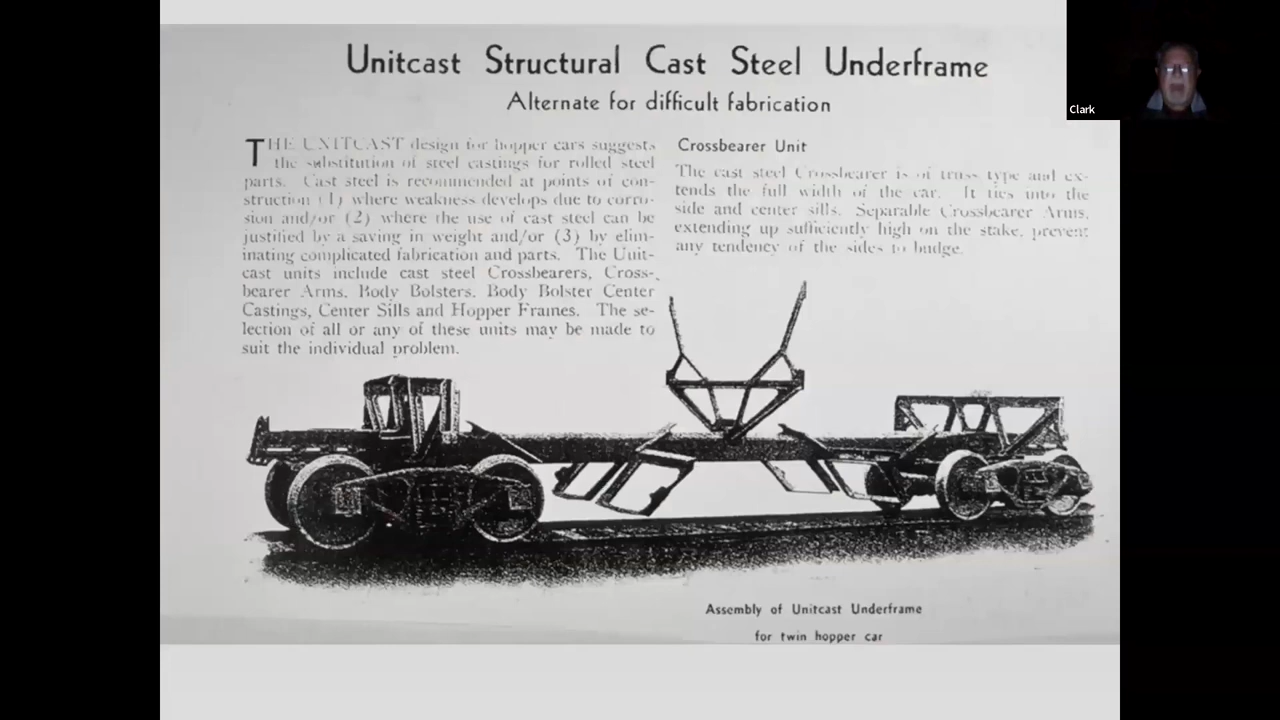 Unitcast Structural Cast Steel Underframe
Alternate for difficult fabrication
THE UNITCAST design for hopper cars suggests
the substitution of steel castings for rolled steel
parts. Cast steel is recommended at points of con-
struction (1) where weakness develops due to corro-
sion and/or (2) where the use of cast steel can be
justified by a saving in weight and/or (3) by elim-
inating complicated fabrication and parts. The Unit-
cast units include cast steel Crossbearers, Cross-
bearer Arms, Body Bolsters, Body Bolster Center
Castings, Center Sills and Hopper Frames. The se-
lection of all or any of these units may be made to
suit the individual problem.
Crossbearer Unit
The cast steel Crossbearer is of truss type and ex-
tends the full width of the car. It ties into the
side and center sills. Separable Crossbearer Arms,
extending up sufficiently high on the stake, prevent
any tendency of the sides to budge.
Assembly of Unitcast Underframe
for twin hopper car
Clark